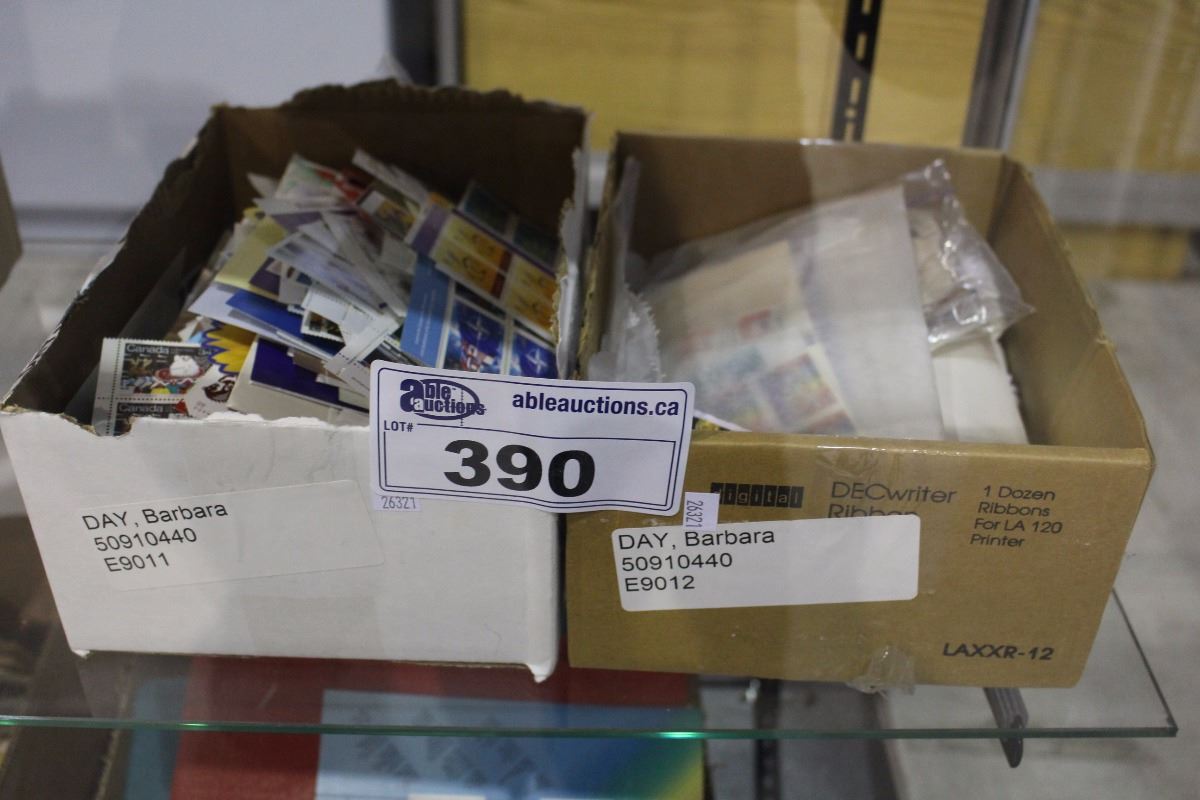 able
auctions
ableauctions.ca
LOT#
390
26321
26321
DAY, Barbara
50910440
E9011
DAY, Barbara
50910440
E9012
digital
DECwriter
Ribbon
1 Dozen
Ribbons
For LA 120
Printer
LAXXR-12
Canada
Canada